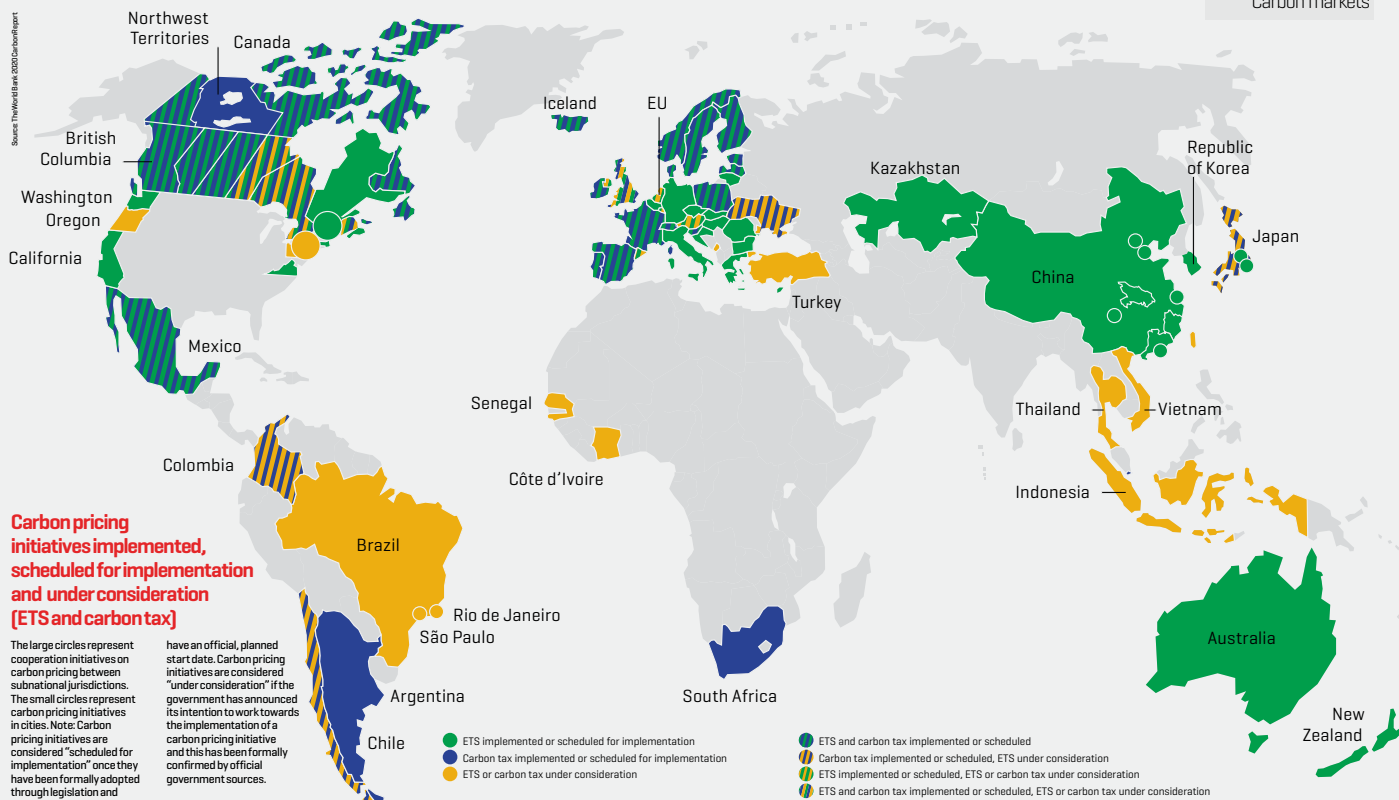 Carbon markets
Source: The World Bank 2020 Carbon Report
Northwest
Territories
Canada
British
Columbia
Washington
Oregon
California
Mexico
Iceland
EU
Kazakhstan
Republic
of Korea
Japan
China
Turkey
Senegal
Côte d’Ivoire
Thailand
Vietnam
Indonesia
Colombia
Brazil
Rio de Janeiro
São Paulo
Argentina
Chile
South Africa
Australia
New
Zealand
Carbon pricing
initiatives implemented,
scheduled for implementation
and under consideration
(ETS and carbon tax)
The large circles represent
cooperation initiatives on
carbon pricing between
subnational jurisdictions.
The small circles represent
carbon pricing initiatives
in cities. Note: Carbon
pricing initiatives are
considered “scheduled for
implementation” once they
have been formally adopted
through legislation and
have an official, planned
start date. Carbon pricing
initiatives are considered
“under consideration” if the
government has announced
its intention to work towards
the implementation of a
carbon pricing initiative
and this has been formally
confirmed by official
government sources.
ETS implemented or scheduled for implementation
Carbon tax implemented or scheduled for implementation
ETS or carbon tax under consideration
ETS and carbon tax implemented or scheduled
Carbon tax implemented or scheduled, ETS under consideration
ETS implemented or scheduled, ETS or carbon tax under consideration
ETS and carbon tax implemented or scheduled, ETS or carbon tax under consideration